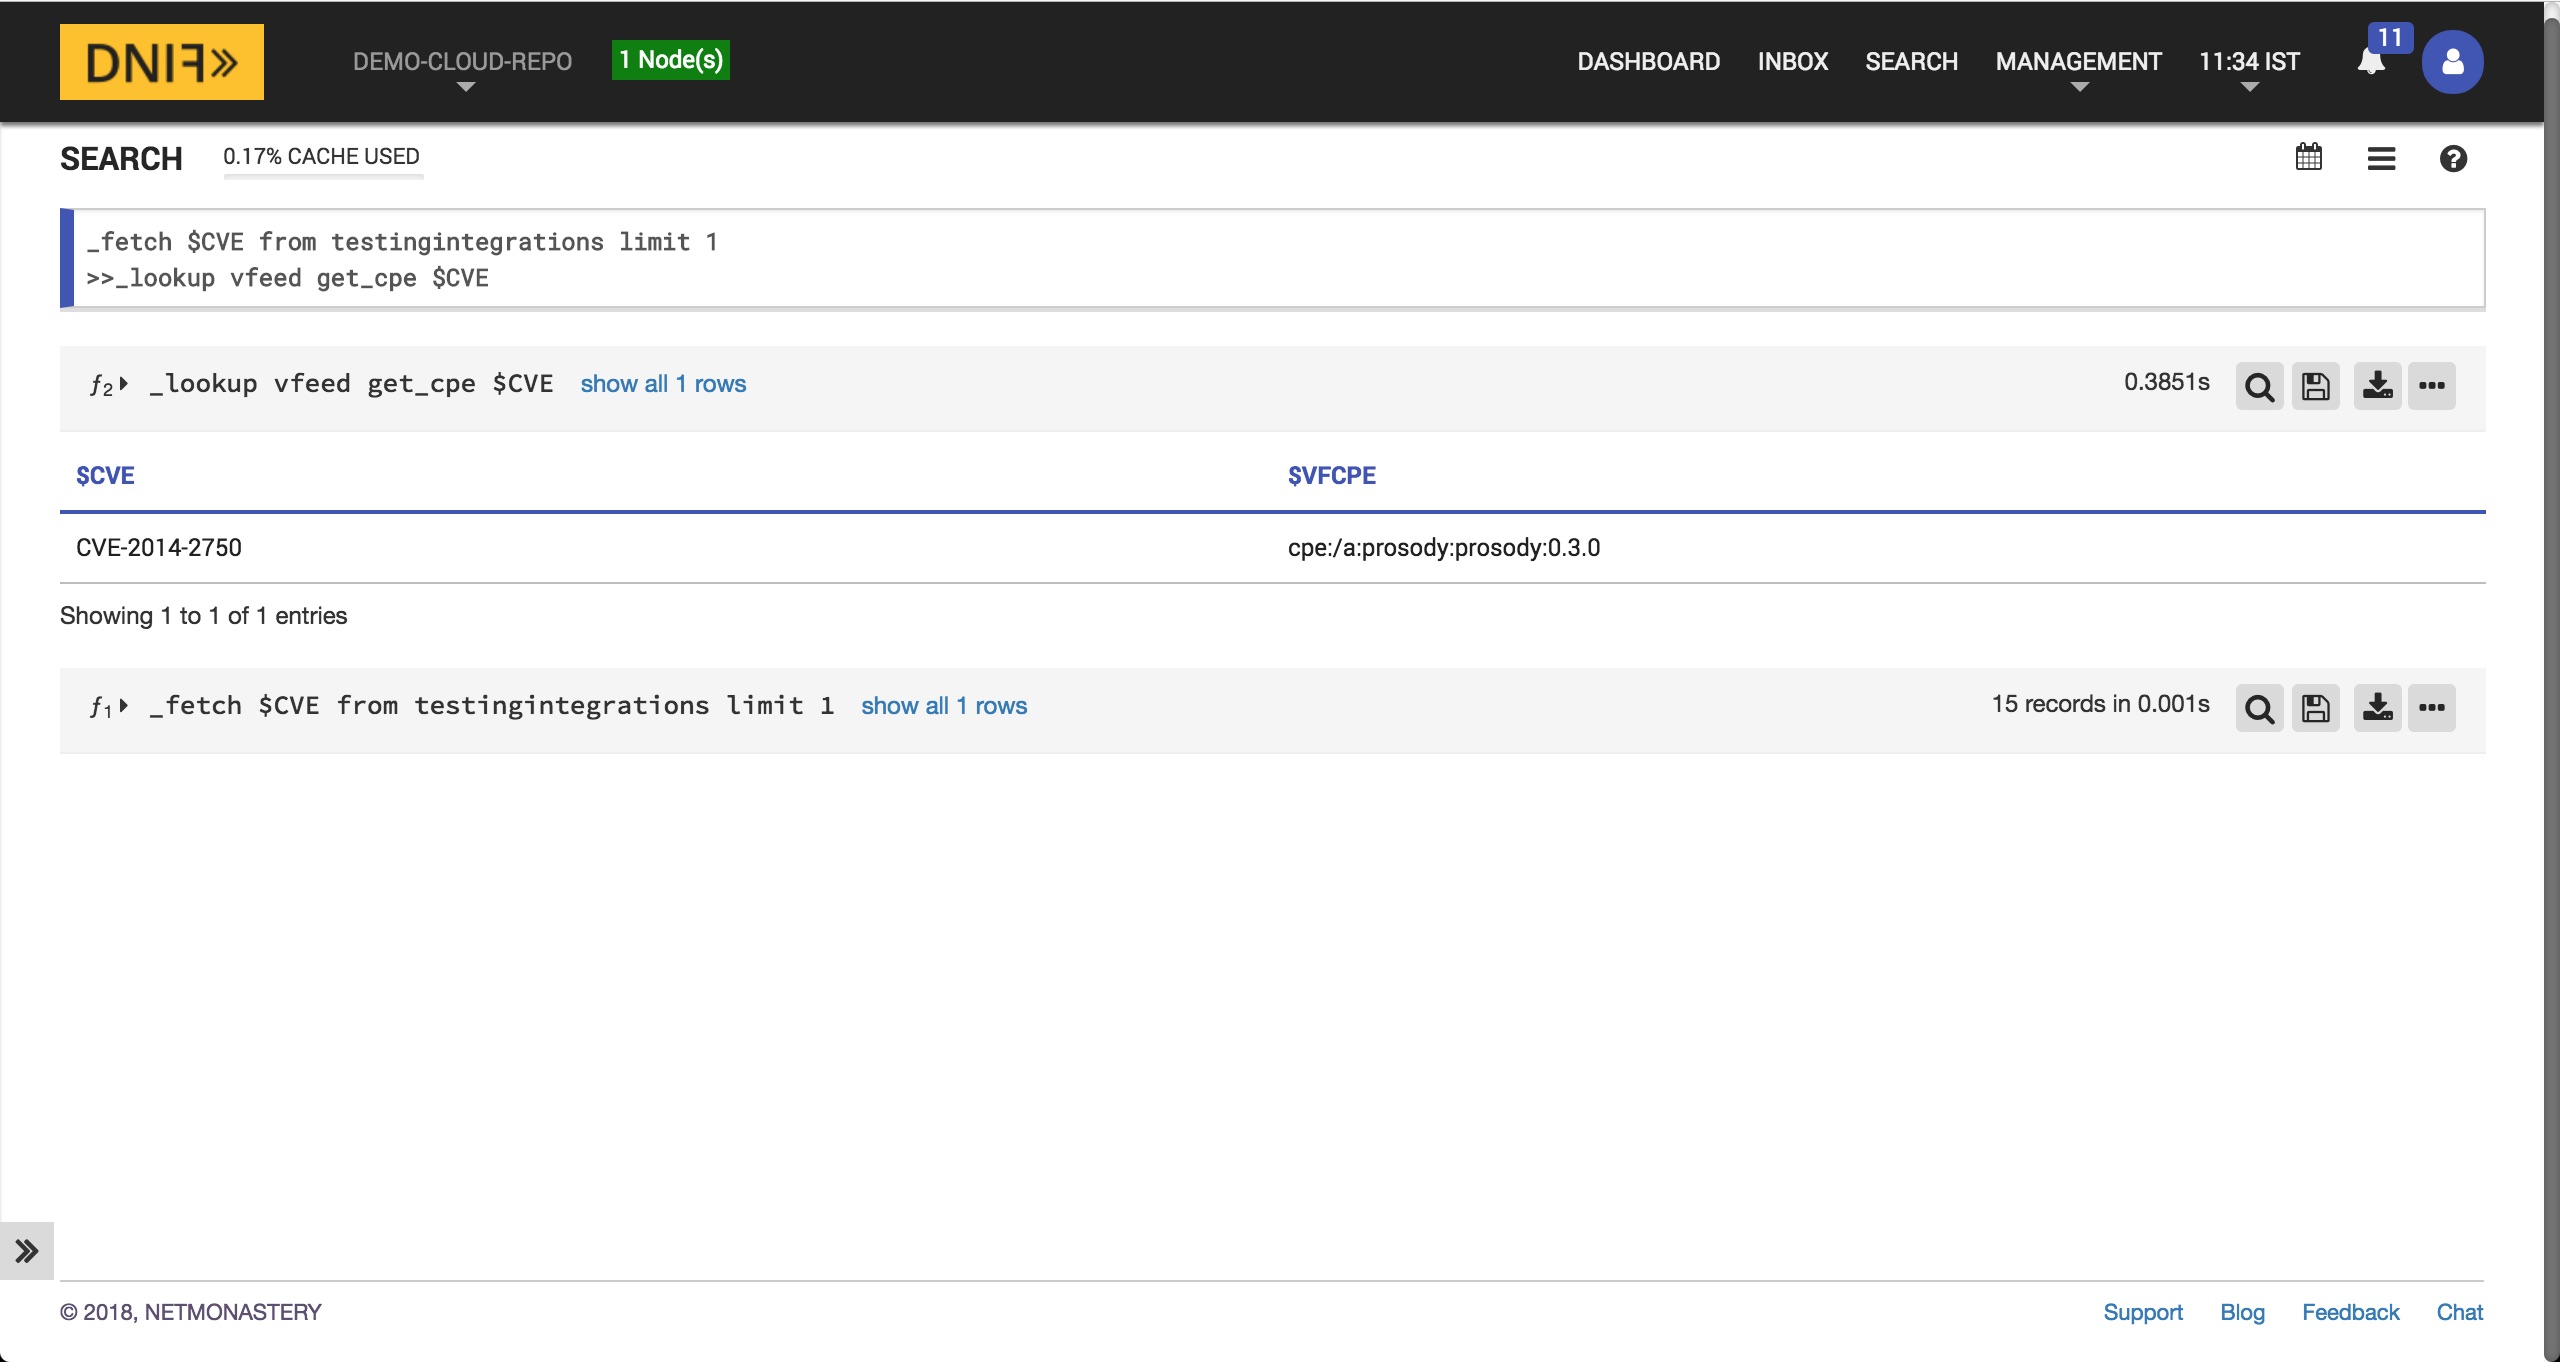 DNIF»
DEMO-CLOUD-REPO
1 Node(s)
DASHBOARD INBOX SEARCH MANAGEMENT 11:34 IST
11
SEARCH 0.17% CACHE USED
_fetch $CVE from testingintegrations limit 1
>>_lookup vfeed get_cpe $CVE
f2 _lookup vfeed get_cpe $CVE show all 1 rows 0.3851s
$CVE $VFCPE
CVE-2014-2750 cpe:/a:prosody:prosody:0.3.0
Showing 1 to 1 of 1 entries
f1 _fetch $CVE from testingintegrations limit 1 show all 1 rows 15 records in 0.001s
© 2018, NETMONASTERY Support Blog Feedback Chat